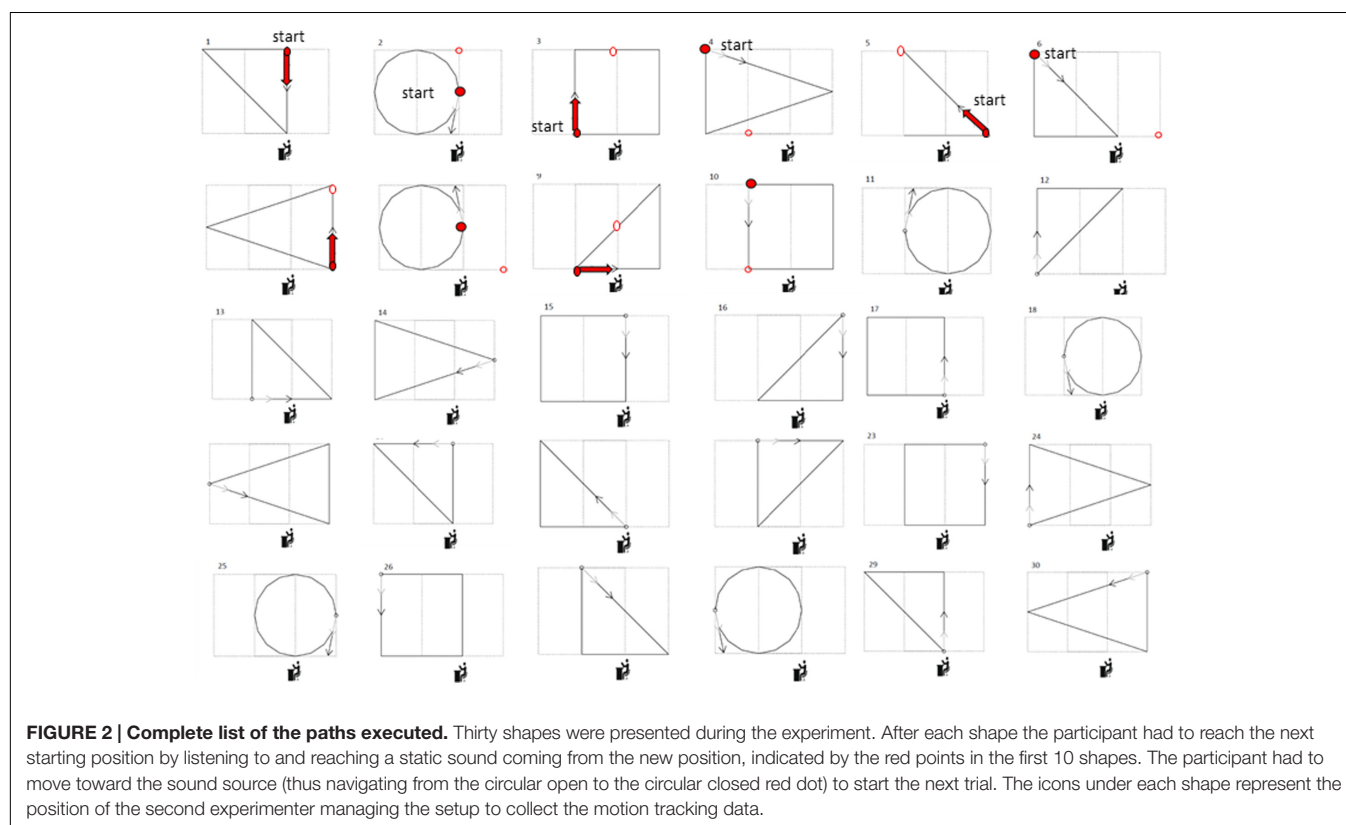 start
1
2
3
4
start
5
6
start
start
start
start
9
10
11
12
13
14
15
16
17
18
23
24
25
26
29
30
FIGURE 2 | Complete list of the paths executed. Thirty shapes were presented during the experiment. After each shape the participant had to reach the next
starting position by listening to and reaching a static sound coming from the new position, indicated by the red points in the first 10 shapes. The participant had to
move toward the sound source (thus navigating from the circular open to the circular closed red dot) to start the next trial. The icons under each shape represent the
position of the second experimenter managing the setup to collect the motion tracking data.